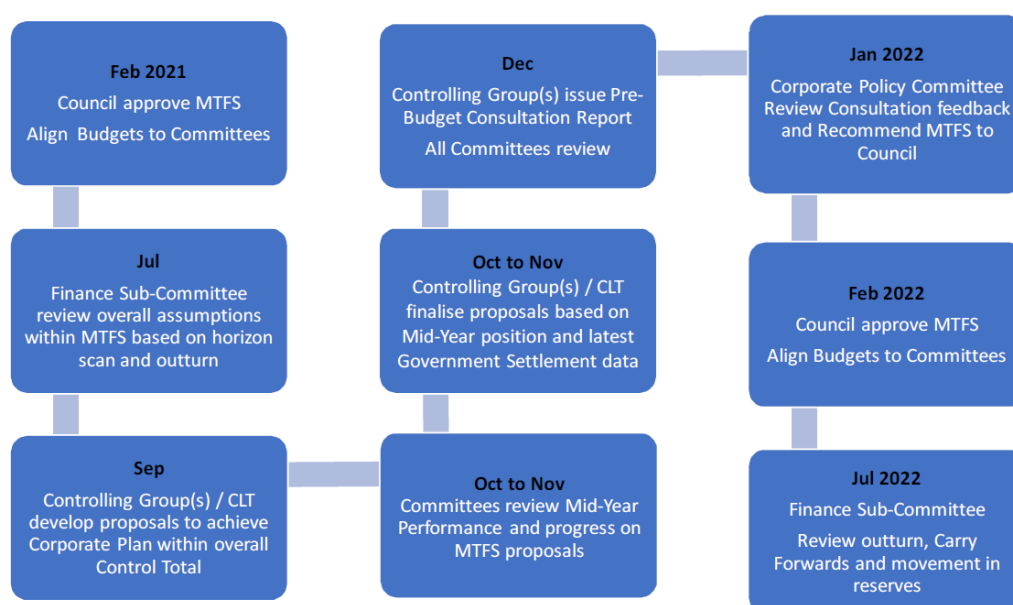 Feb 2021
Council approve MTFS
Align Budgets to Committees
Jul
Finance Sub-Committee
review overall assumptions
within MTFS based on horizon
scan and outturn
Sep
Controlling Group(s) / CLT
develop proposals to achieve
Corporate Plan within overall
Control Total
Oct to Nov
Committees review Mid-Year
Performance and progress on
MTFS proposals
Oct to Nov
Controlling Group(s) / CLT
finalise proposals based on
Mid-Year position and latest
Government Settlement data
Dec
Controlling Group(s) issue Pre-
Budget Consultation Report
All Committees review
Jan 2022
Corporate Policy Committee
Review Consultation feedback
and Recommend MTFS to
Council
Feb 2022
Council approve MTFS
Align Budgets to Committees
Jul 2022
Finance Sub-Committee
Review outturn, Carry
Forwards and movement in
reserves